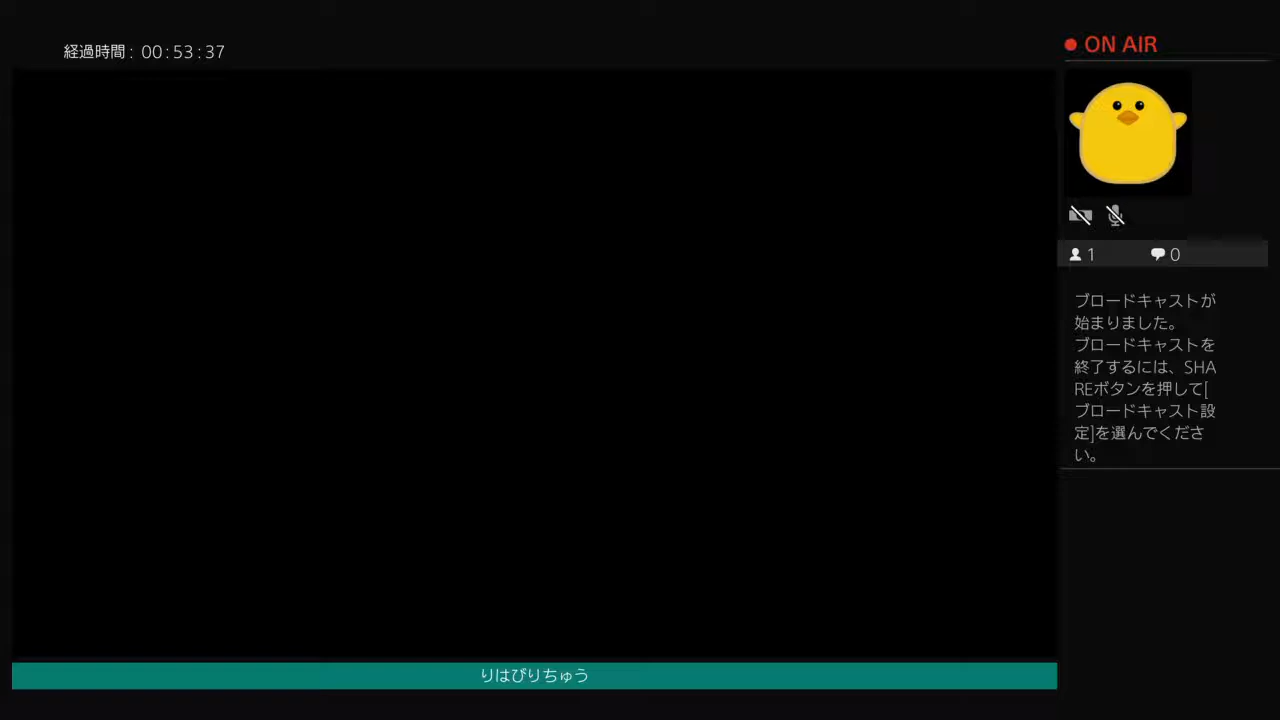 経過時間: 00:53:37
ON AIR
1
0
ブロードキャストが
始まりました。
ブロードキャストを
終了するには、SHA
REボタンを押して[
ブロードキャスト設
定]を選んでくださ
い。
りはびりちゅう